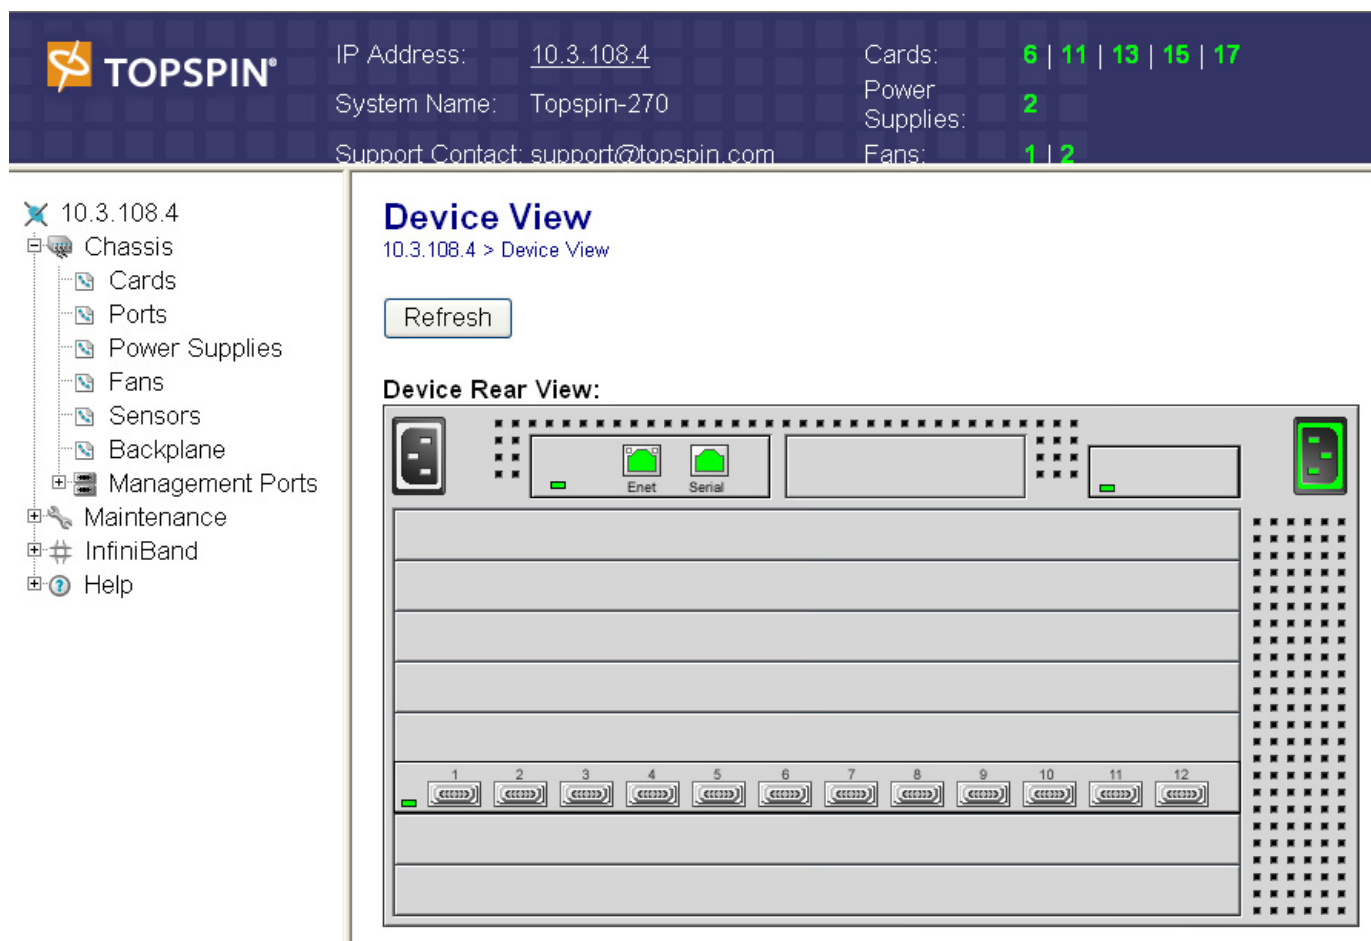 TOPSPIN®
IP Address: 10.3.108.4
System Name: Topspin-270
Support Contact: support@topspin.com
Cards: 6 | 11 | 13 | 15 | 17
Power
Supplies: 2
Fans: 1 | 2
10.3.108.4
Chassis
Cards
Ports
Power Supplies
Fans
Sensors
Backplane
Management Ports
Maintenance
InfiniBand
Help
Device View
10.3.108.4 > Device View
Refresh
Device Rear View:
Enet Serial
1 2 3 4 5 6 7 8 9 10 11 12